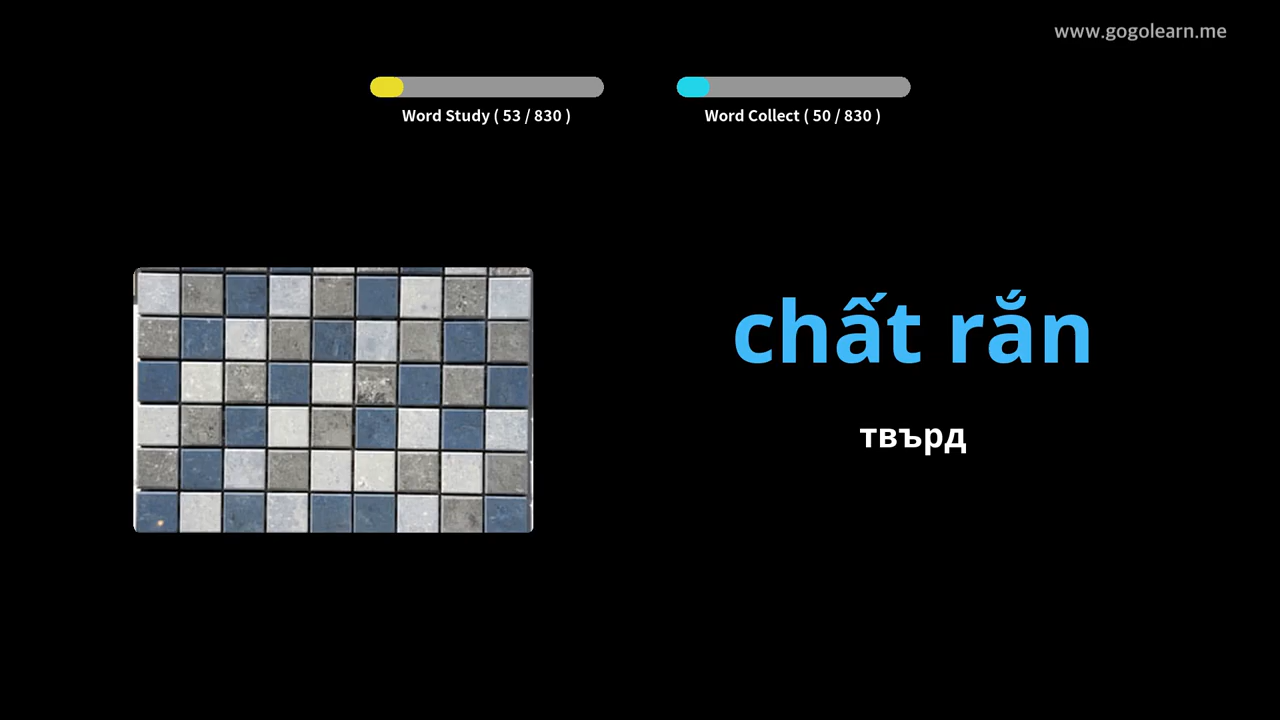 www.gogolearn.me
Word Study ( 53 / 830 )
Word Collect ( 50 / 830 )
chất rắn
твърд